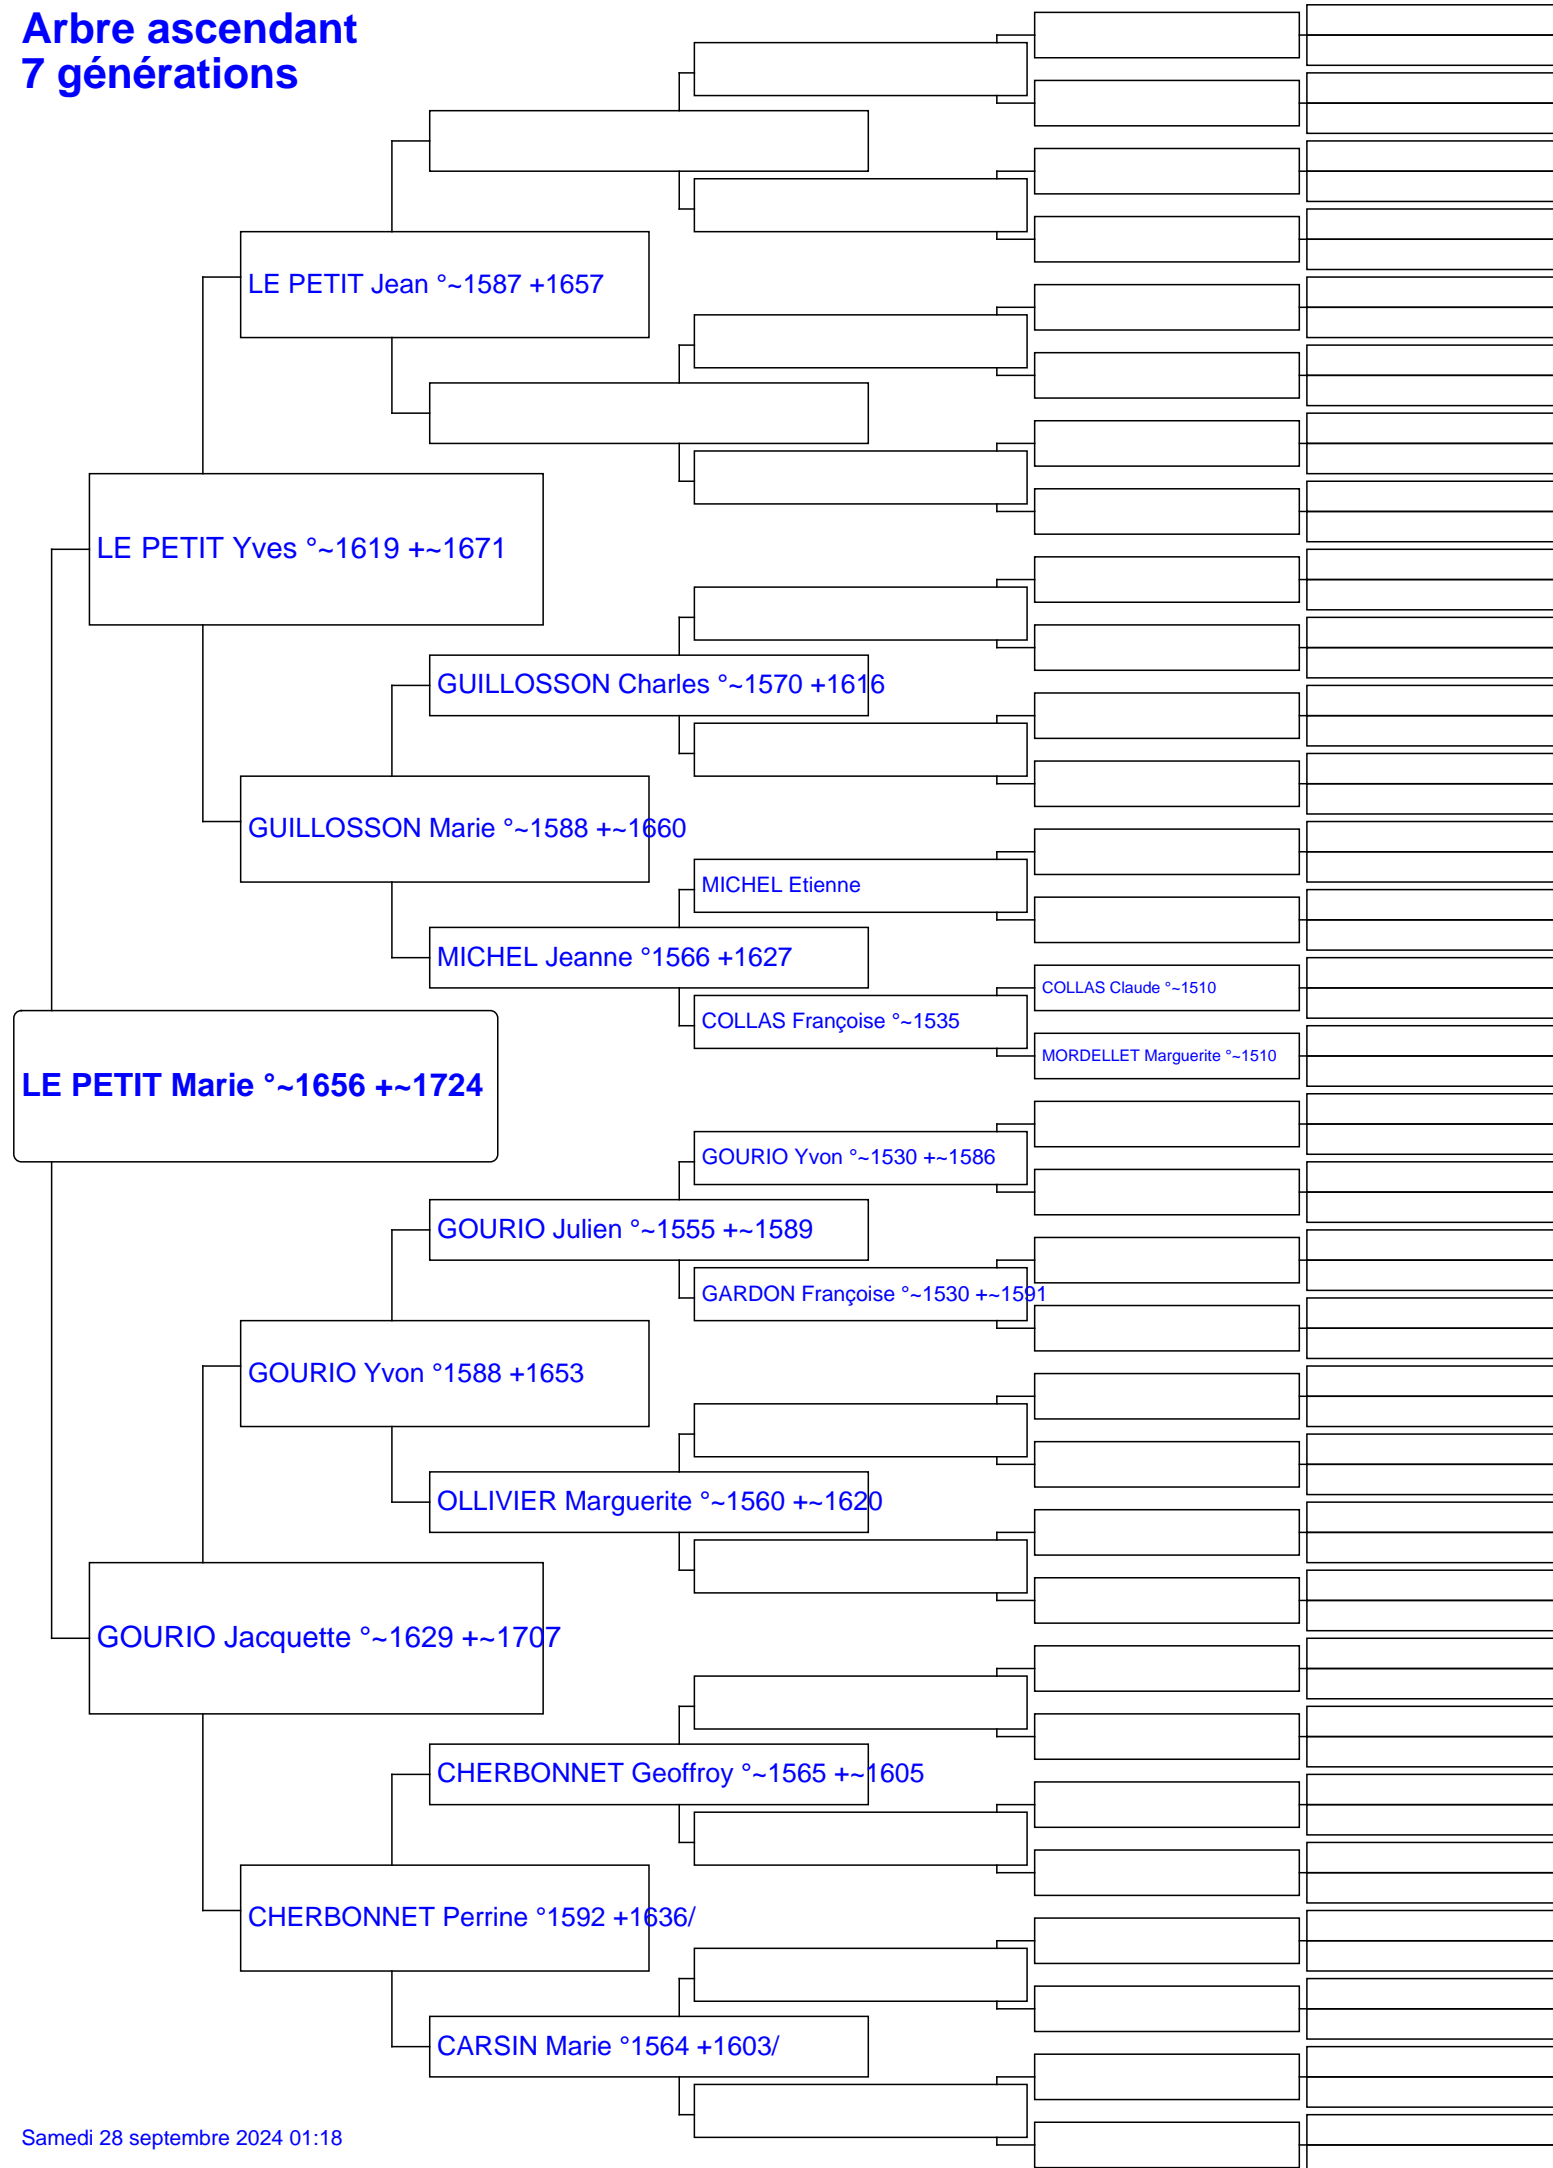 Arbre ascendant
7 générations
LE PETIT Jean °~1587 +1657
LE PETIT Yves °~1619 +~1671
GUILLOSSON Charles °~1570 +1616
GUILLOSSON Marie °~1588 +~1660
MICHEL Etienne
MICHEL Jeanne °1566 +1627
COLLAS Claude °~1510
COLLAS Françoise °~1535
MORDELLET Marguerite °~1510
LE PETIT Marie °~1656 +~1724
GOURIO Yvon °~1530 +~1586
GOURIO Julien °~1555 +~1589
GARDON Françoise °~1530 +~1591
GOURIO Yvon °1588 +1653
OLLIVIER Marguerite °~1560 +~1620
GOURIO Jacquette °~1629 +~1707
CHERBONNET Geoffroy °~1565 +~1605
CHERBONNET Perrine °1592 +1636/
CARSIN Marie °1564 +1603/
Samedi 28 septembre 2024 01:18